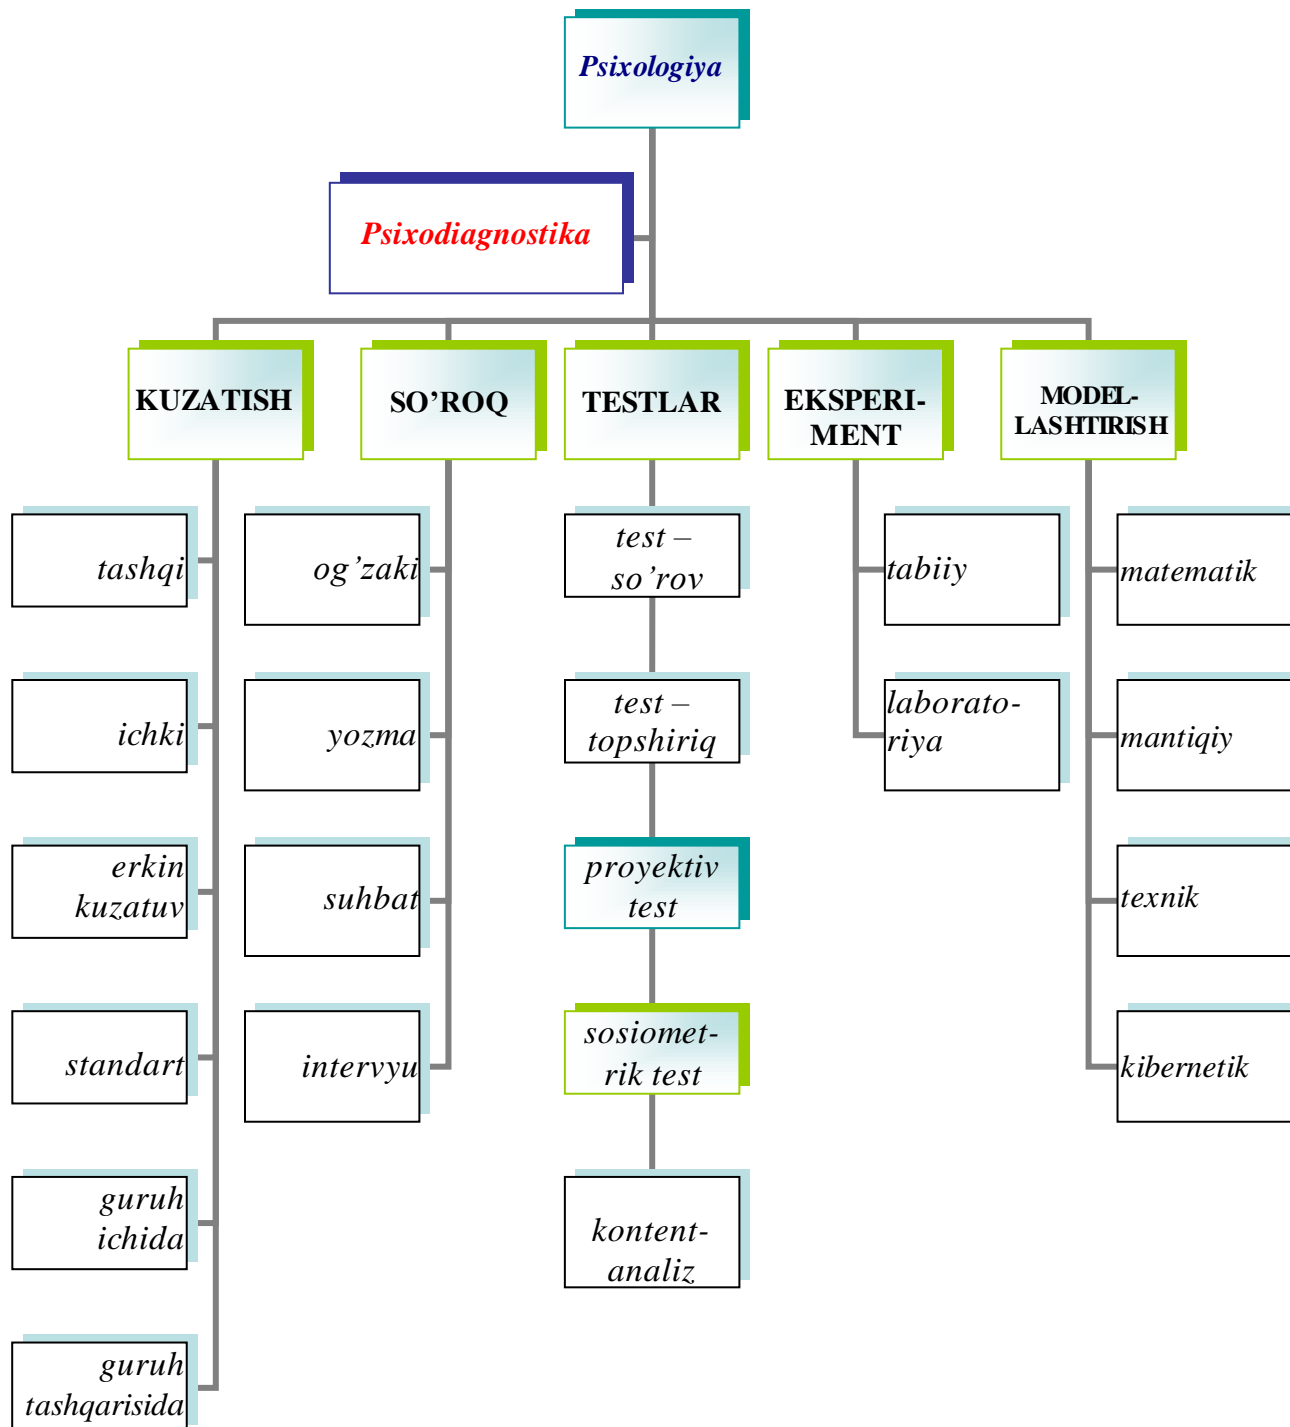 Psixologiya
Psixodiagnostika
KUZATISH
SO’ROQ
TESTLAR
EKSPERI-
MENT
MODEL-
LASHTIRISH
tashqi
ichki
erkin
kuzatuv
standart
guruh
ichida
guruh
tashqarisida
og’zaki
yozma
suhbat
intervyu
test –
so’rov
test –
topshiriq
proyektiv
test
sosiomet-
rik test
kontent-
analiz
tabiiy
laborato-
riya
matematik
mantiqiy
texnik
kibernetik